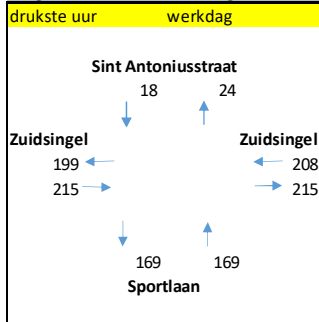 drukste uur werkdag
Sint Antoniusstraat
18 24
Zuidsingel Zuidsingel
199 208
215 215
169 169
Sportlaan